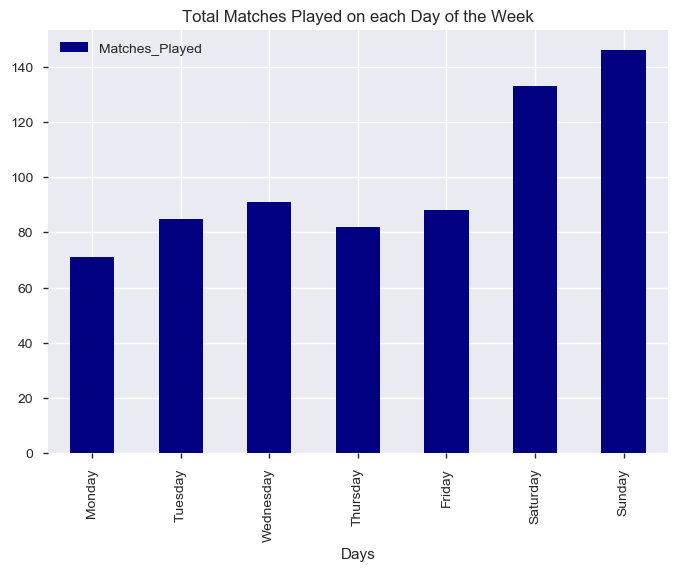 Total Matches Played on each Day of the Week
Matches_Played
140
120
100
80
60
40
20
0
Monday
Tuesday
Wednesday
Thursday
Friday
Saturday
Sunday
Days